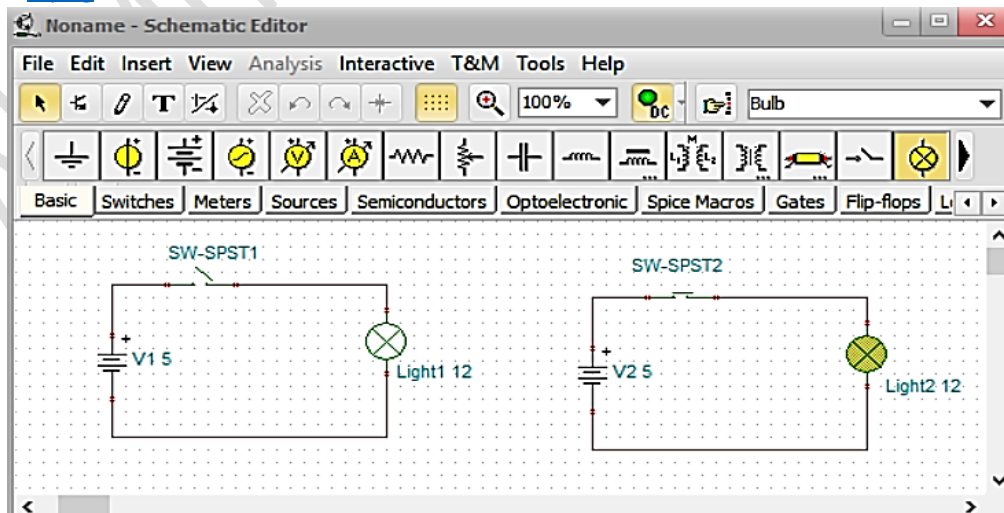 Noname - Schematic Editor
File Edit Insert View Analysis Interactive T&M Tools Help
T 100% DC Bulb
Basic Switches Meters Sources Semiconductors Optoelectronic Spice Macros Gates Flip-flops
SW-SPST1
SW-SPST2
V1 5
Light1 12
V2 5
Light2 12